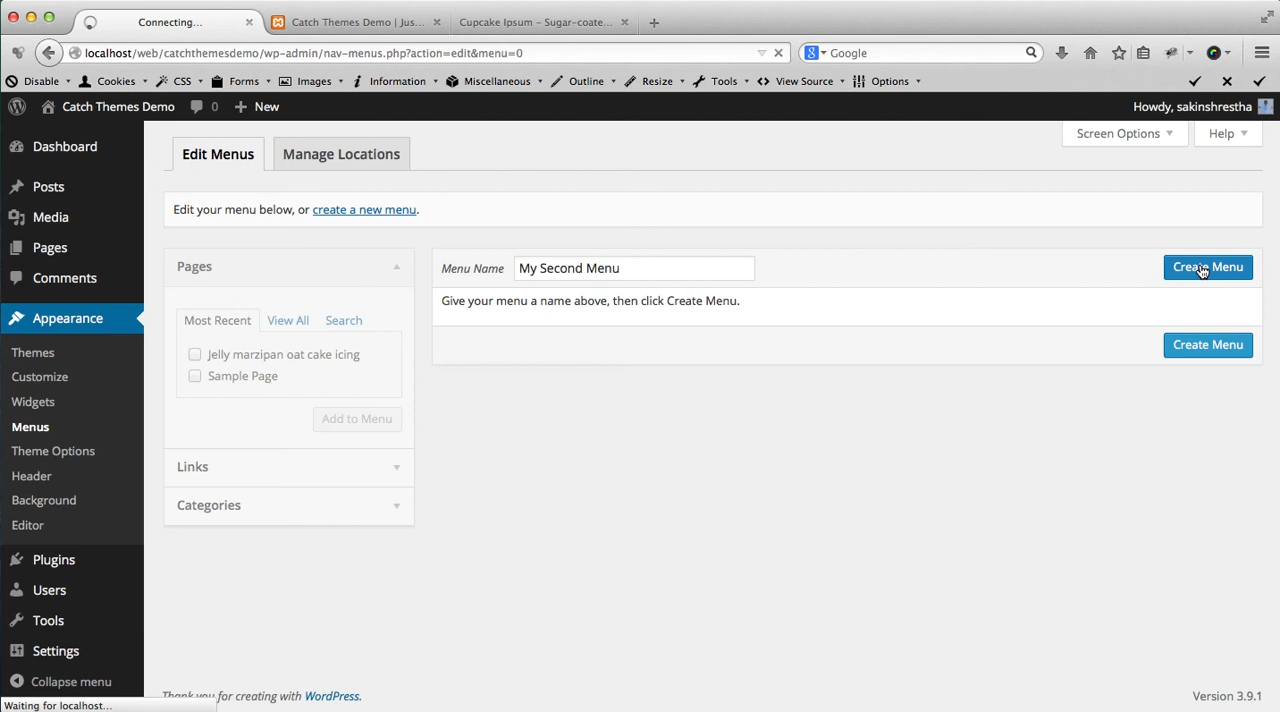 Connecting...
Catch Themes Demo | Jus...
Cupcake Ipsum – Sugar-coate...
localhost/web/catchthemesdemo/wp-admin/nav-menus.php?action=edit&menu=0
Google
Disable Cookies CSS Forms Images Information Miscellaneous Outline Resize Tools View Source Options
Catch Themes Demo 0 New
Howdy, sakinshrestha
Screen Options Help
Dashboard
Posts
Media
Pages
Comments
Appearance
Themes
Customize
Widgets
Menus
Theme Options
Header
Background
Editor
Plugins
Users
Tools
Settings
Collapse menu
Edit Menus Manage Locations
Edit your menu below, or create a new menu.
Pages
Most Recent View All Search
Jelly marzipan oat cake icing
Sample Page
Add to Menu
Links
Categories
Menu Name My Second Menu Create Menu
Give your menu a name above, then click Create Menu.
Create Menu
Thank you for creating with WordPress.
Version 3.9.1
Waiting for localhost...